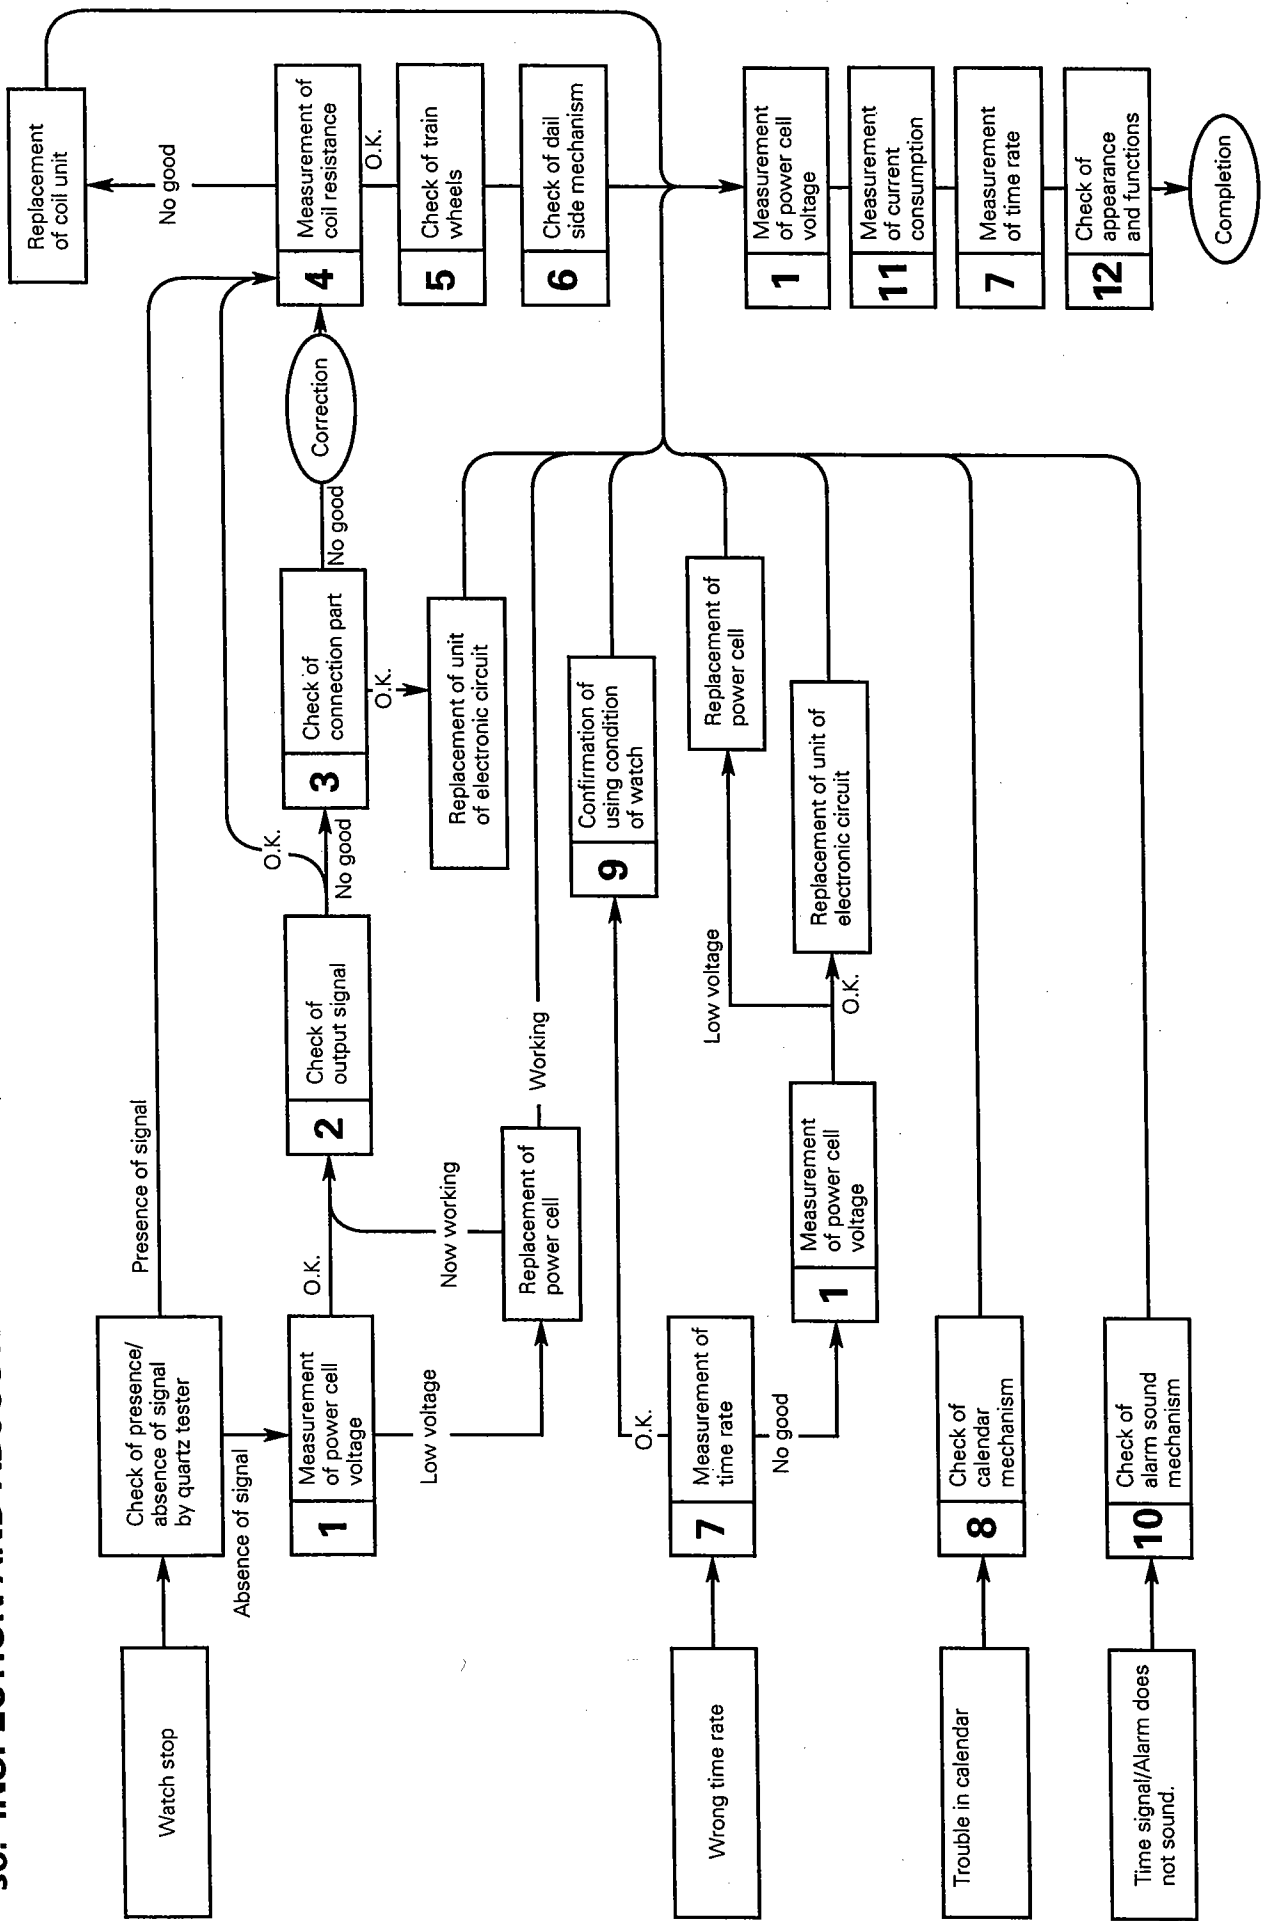 Watch stop
Check of presence/
absence of signal
by quartz tester
Presence of signal
Absence of signal
1
Measurement
of power cell
voltage
O.K.
Low voltage
Replacement of
power cell
Now working
Working
2
Check of
output signal
O.K.
No good
3
Check of
connection part
No good
O.K.
Replacement of unit
of electronic circuit
Correction
4
Measurement of
coil resistance
No good
Replacement
of coil unit
O.K.
5
Check of train
wheels
6
Check of dail
side mechanism
Wrong time rate
7
Measurement of
time rate
O.K.
No good
9
Confirmation of
using condition
of watch
1
Measurement
of power cell
voltage
Low voltage
O.K.
Replacement of
power cell
Replacement of unit of
electronic circuit
Trouble in calendar
8
Check of
calendar
mechanism
Time signal/Alarm does
not sound.
10
Check of
alarm sound
mechanism
1
Measurement
of power cell
voltage
11
Measurement
of current
consumption
7
Measurement
of time rate
12
Check of
appearance
and functions
Completion